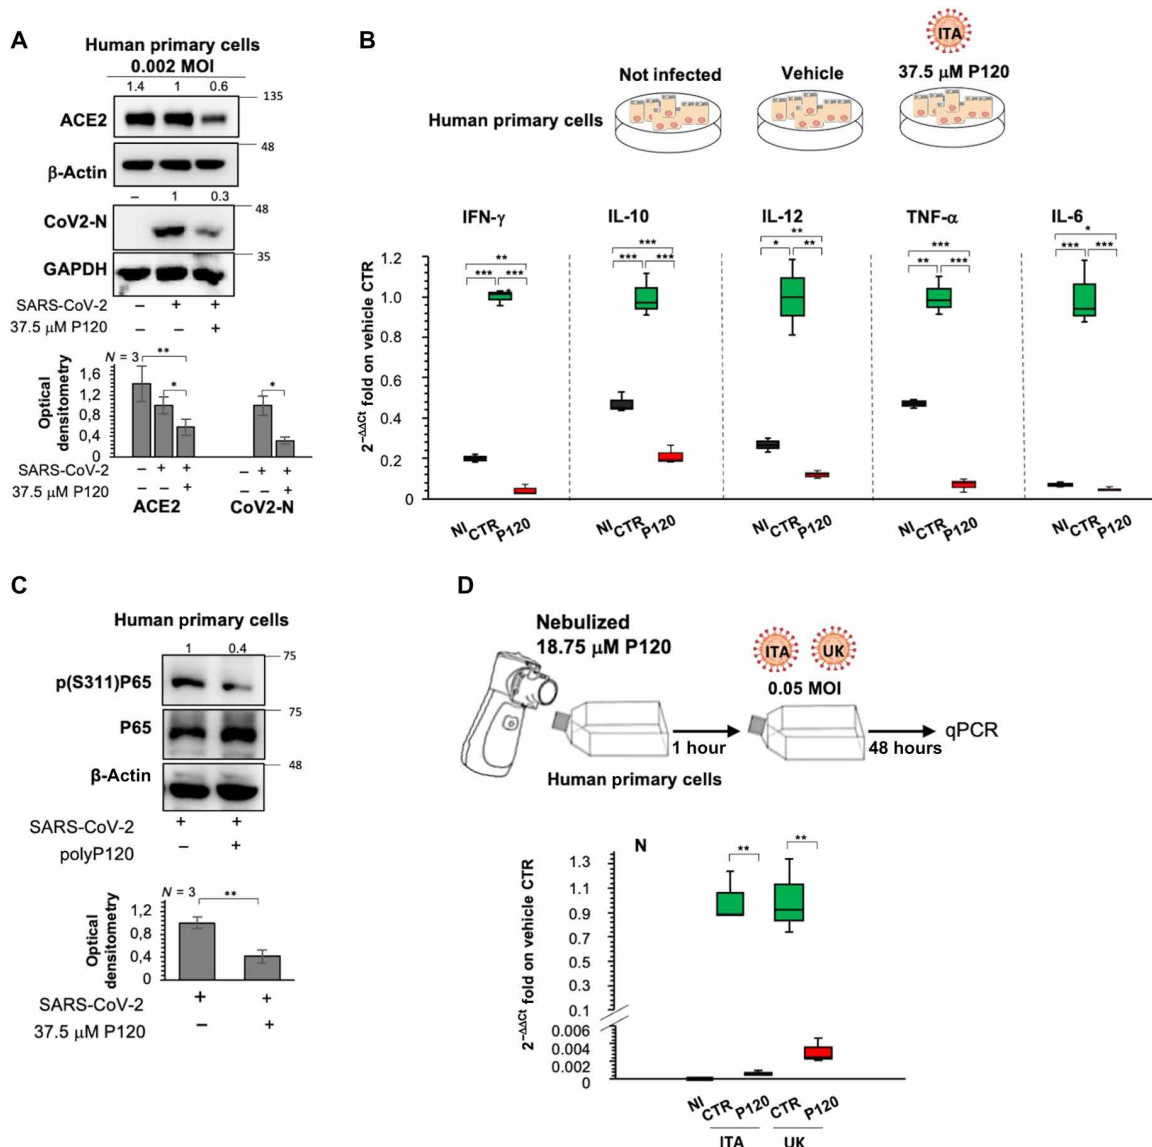 A
Human primary cells
0.002 MOI
1.4 1 0.6
135
ACE2
48
β-Actin
– 1 0.3
48
CoV2-N
35
GAPDH
SARS-CoV-2 – + +
37.5 μM P120 – – +
N = 3
**
*
*
1,6
1,2
0,8
0,4
0
Optical densitometry
SARS-CoV-2 – + + – + +
37.5 μM P120 – – + – – +
ACE2 CoV2-N
B
ITA
Not infected Vehicle 37.5 μM P120
Human primary cells
IFN-γ IL-10 IL-12 TNF-α IL-6
** *** ** *** *
*** *** *** *** * ** ** *** *** ***
1.2
1.0
0.8
0.6
0.4
0.2
0
2–ΔΔCt fold on vehicle CTR
NI CTR P120 NI CTR P120 NI CTR P120 NI CTR P120 NI CTR P120
C
Human primary cells
1 0.4
75
p(S311)P65
75
P65
48
β-Actin
SARS-CoV-2 + +
polyP120 – +
N = 3
**
1,2
0,8
0,4
0
Optical densitometry
SARS-CoV-2 + +
37.5 μM P120 – +
D
Nebulized
18.75 μM P120
ITA UK
0.05 MOI
1 hour 48 hours qPCR
Human primary cells
N
** **
1.3
1.1
0.9
0.7
0.5
0.3
0.1
0.006
0.004
0.002
0
2–ΔΔCt fold on vehicle CTR
NI CTR P120 CTR P120
ITA UK